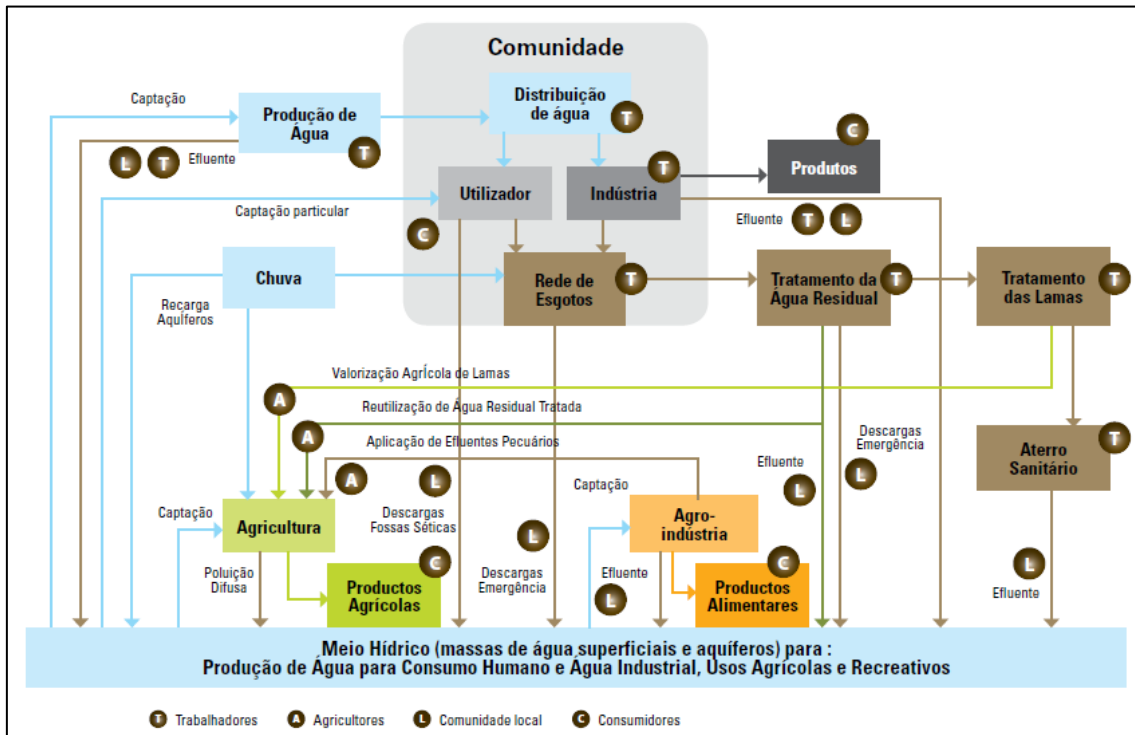 Comunidade
Captação
Produção de
Água
T
Distribuição
de água
T
L
T
Efluente
Captação particular
Utilizador
C
Indústria
T
C
Produtos
Efluente
T
L
Chuva
Recarga
Aquíferos
Rede de
Esgotos
T
Tratamento da
Água Residual
T
Tratamento
das Lamas
T
Valorização AgrÍcola de Lamas
A
Reutilização de Água Residual Tratada
A
Aplicação de Efluentes Pecuários
A
L
Descargas
Fossas Séticas
Efluente
L
Descargas
Emergência
L
Aterro
Sanitário
T
Captação
Agricultura
Captação
Agro-
indústria
L
Descargas
Emergência
Poluição
Difusa
Productos
Agrícolas
C
Efluente
L
Productos
Alimentares
C
L
Efluente
Meio Hídrico (massas de água superficiais e aquíferos) para :
Produção de Água para Consumo Humano e Água Industrial, Usos Agrícolas e Recreativos
T Trabalhadores A Agricultores L Comunidade local C Consumidores